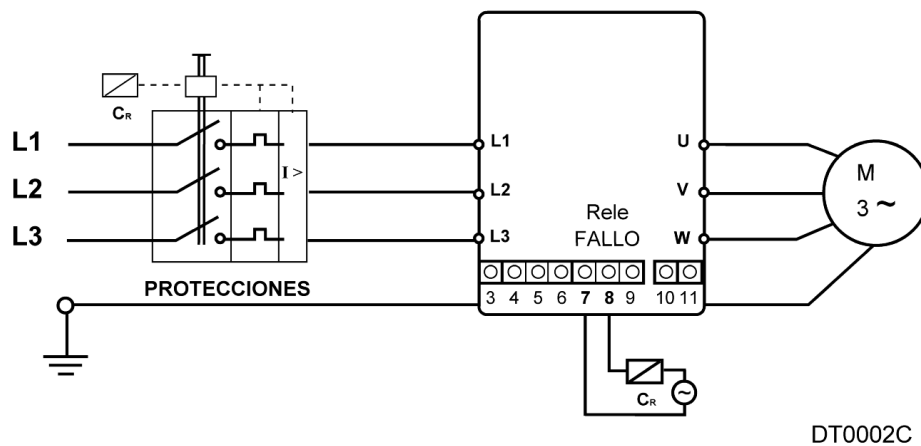 CR
L1
L2
L3
I >
PROTECCIONES
L1
L2
L3
U
V
W
Rele
FALLO
3 4 5 6 7 8 9 10 11
M
3 ~
CR
~
DT0002C